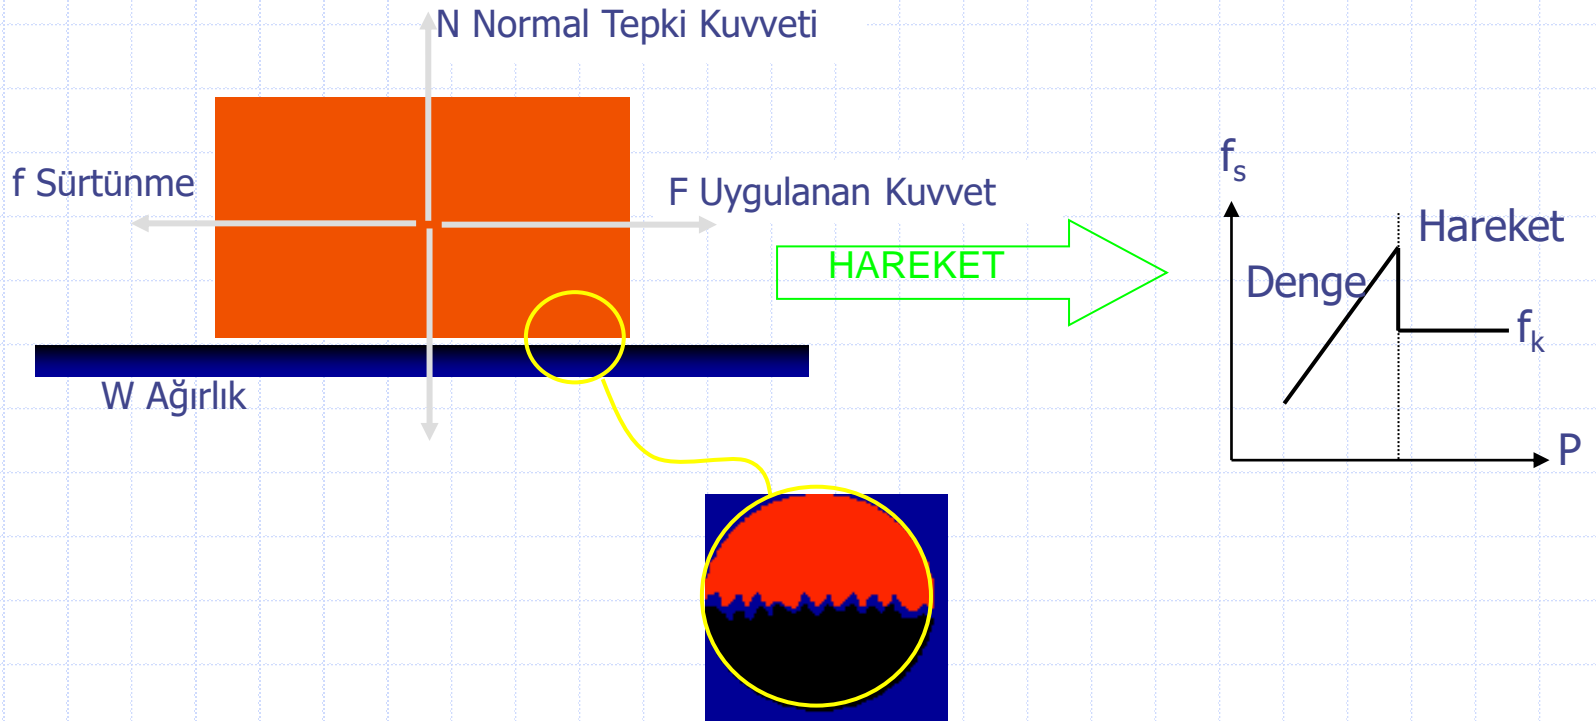 N Normal Tepki Kuvveti
f Sürtünme
F Uygulanan Kuvvet
HAREKET
W Ağırlık
fs
Hareket
Denge
fk
P